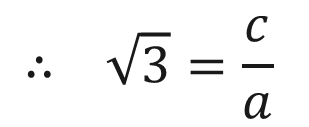 ∴ √3 = c/a